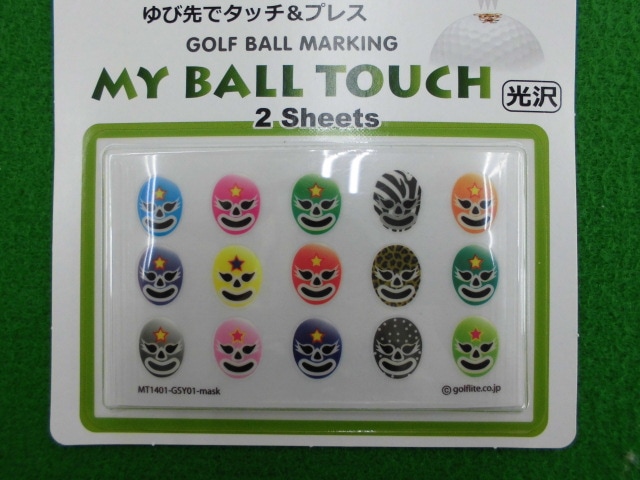 ゆび先でタッチ&プレス
GOLF BALL MARKING
MY BALL TOUCH 光沢
2 Sheets
MT1401-GSY01-mask
© golflite.co.jp